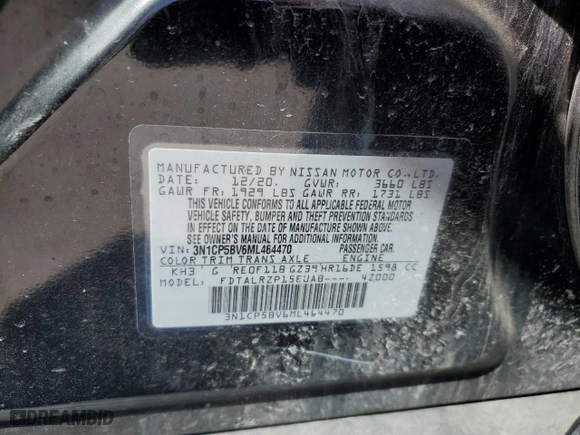 MANUFACTURED BY NISSAN MOTOR CO., LTD.
DATE: 12/20. GVWR: 3660 LBS
GAWR FR: 1929 LBS GAWR RR: 1731 LBS
THIS VEHICLE CONFORMS TO ALL APPLICABLE FEDERAL MOTOR
VEHICLE SAFETY, BUMPER AND THEFT PREVENTION STANDARDS
IN EFFECT ON THE DATE OF MANUFACTURE SHOWN ABOVE.
SEE OWNER'S MANUAL FOR ADDITIONAL INFORMATION.
VIN: 3N1CP5BV6ML464470 PASSENGER CAR
COLOR TRIM TRANS AXLE ENGINE
KH3 G RE0F11B GZ39 HR16DE 1598 CC
MODEL: FDTALRZP15EUAB---- 4Z000
3N1CP5BV6ML464470
DREAMBID